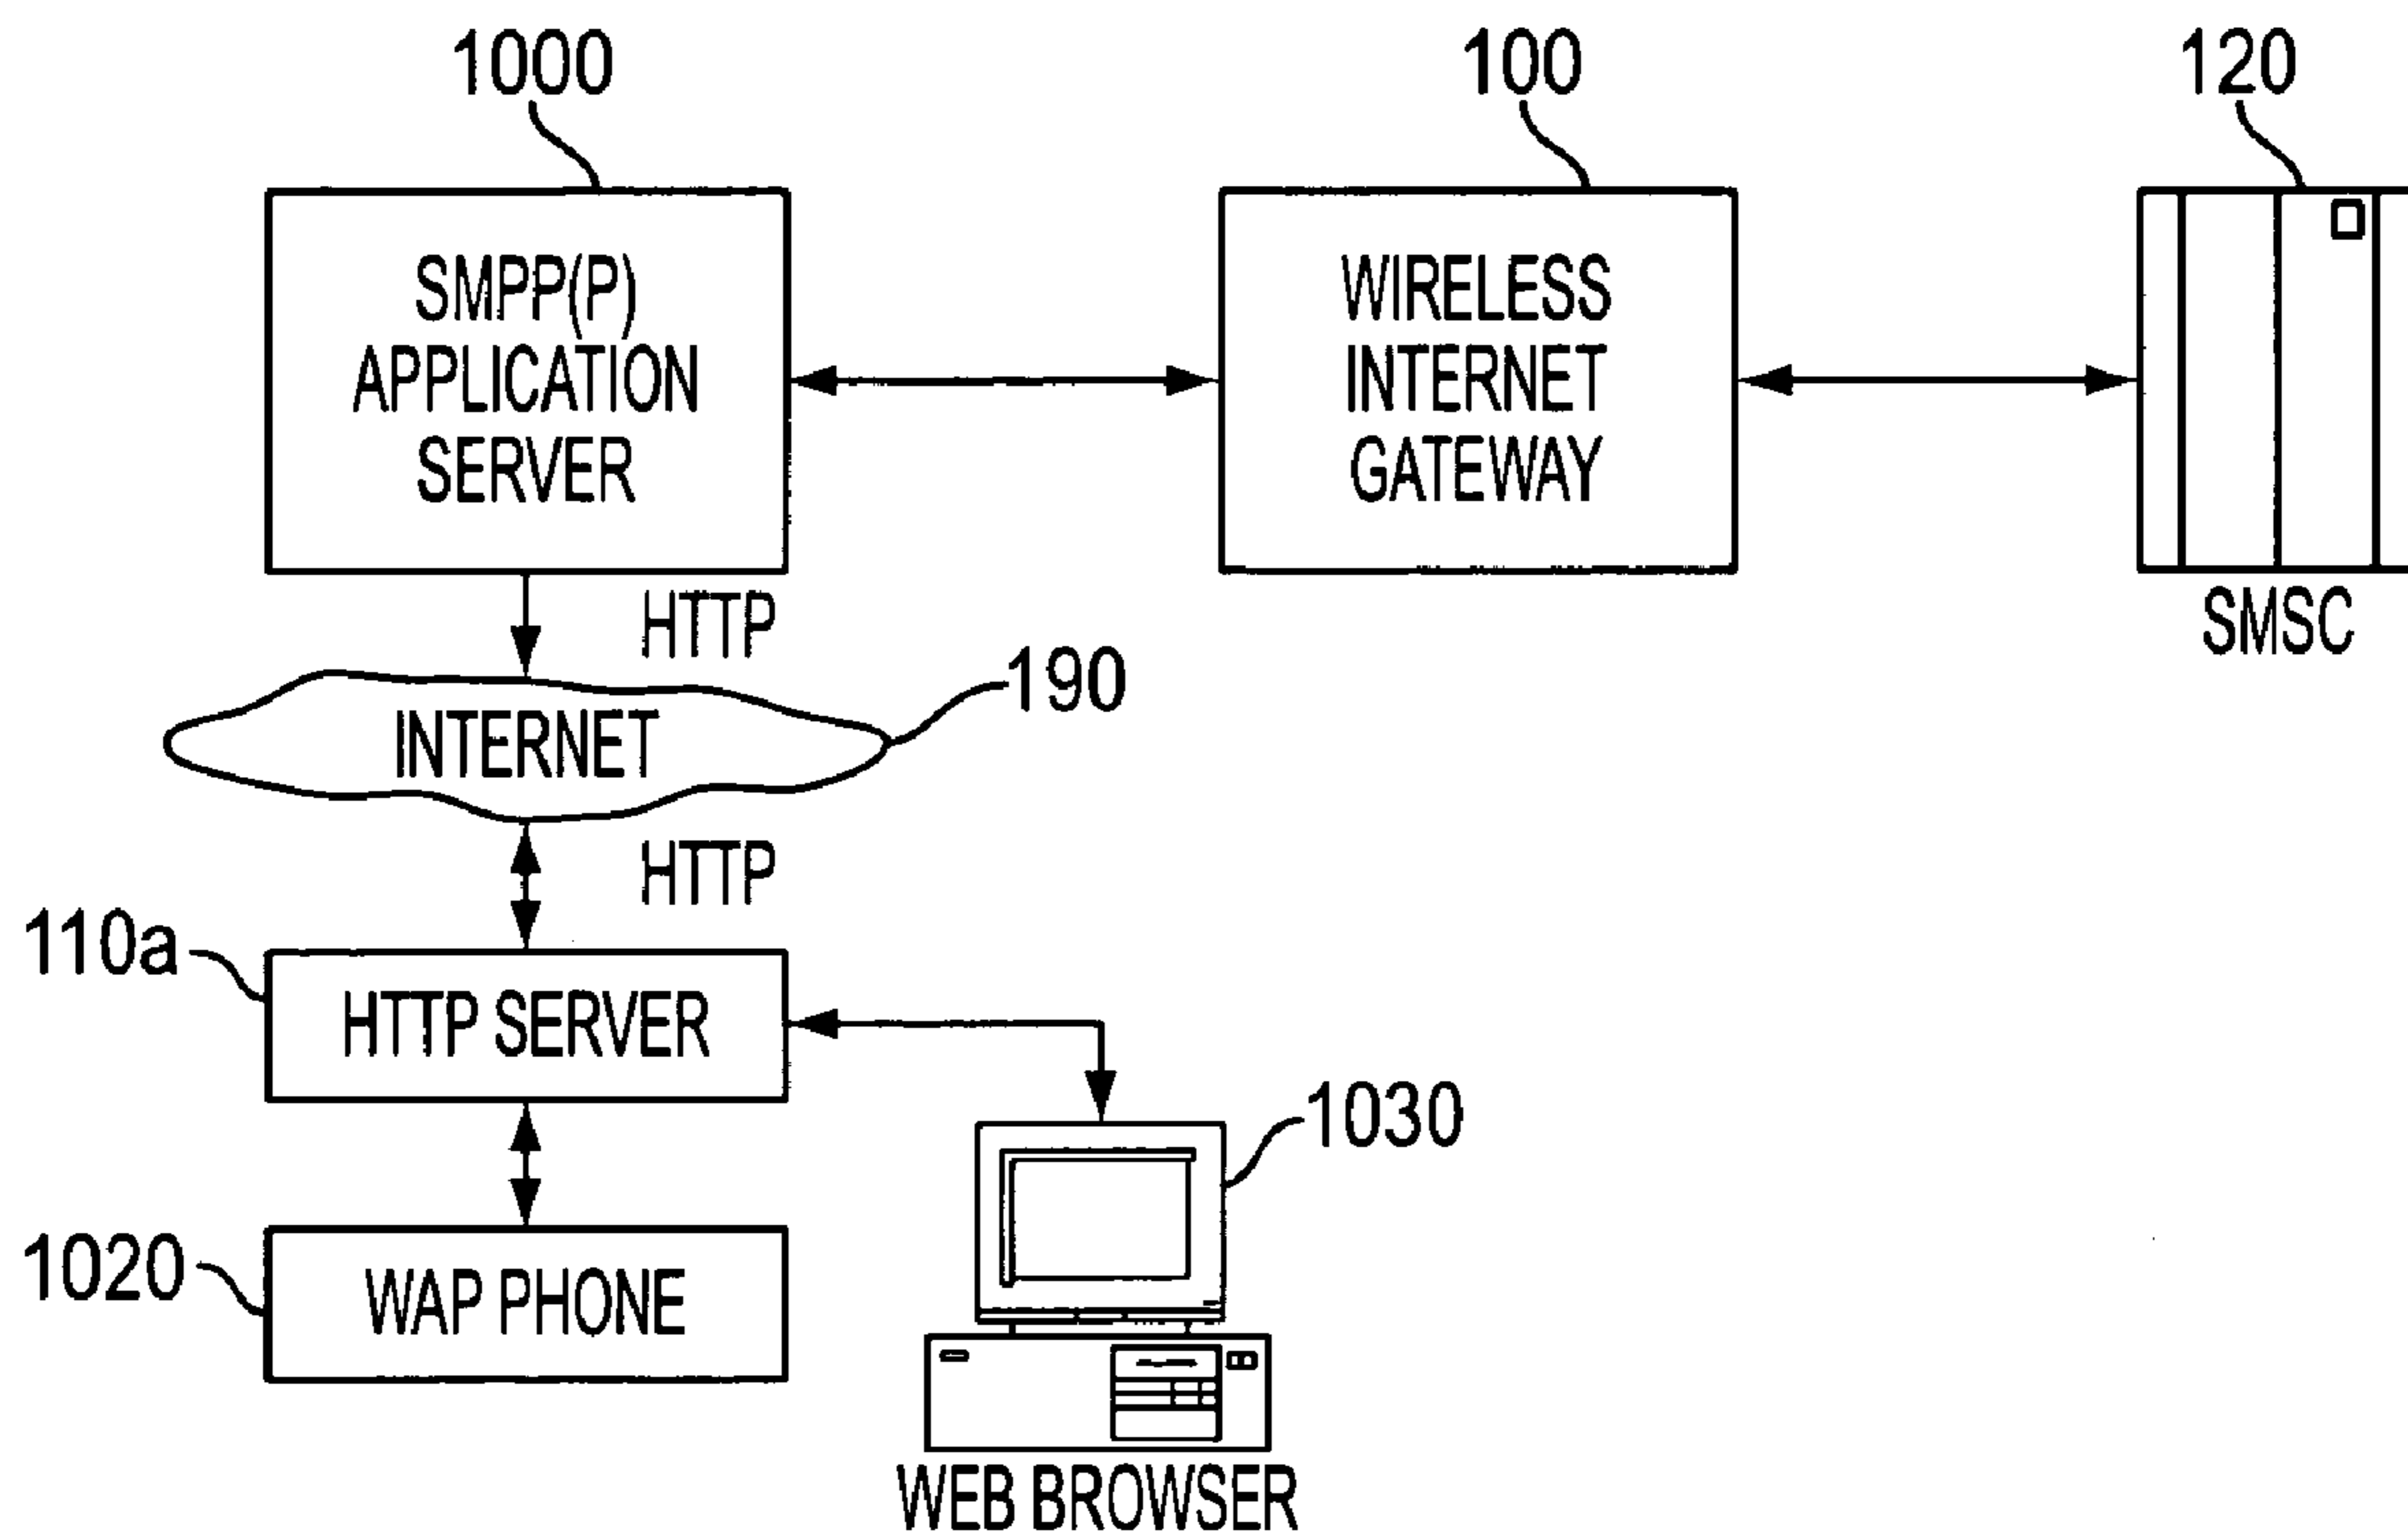 1000
100
120
SMPP(P)
APPLICATION
SERVER
WIRELESS
INTERNET
GATEWAY
SMSC
HTTP
190
INTERNET
HTTP
110a
HTTP SERVER
1030
1020
WAP PHONE
WEB BROWSER